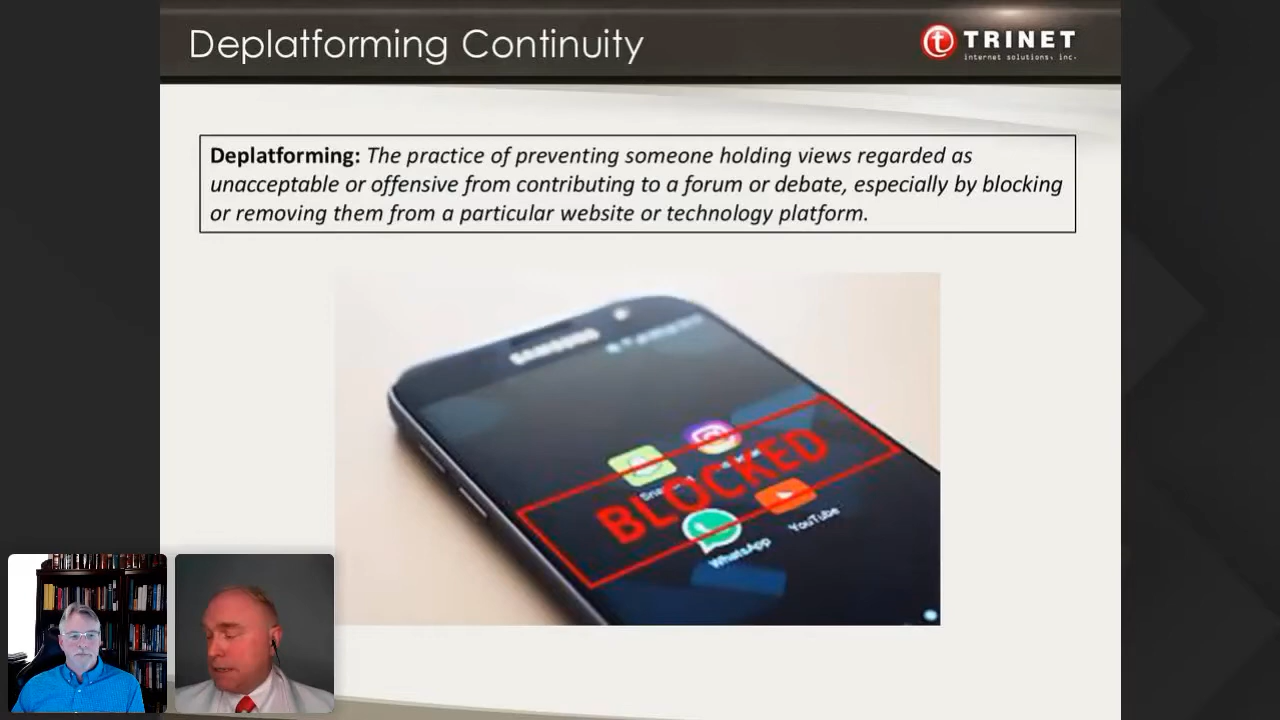 Deplatforming Continuity
TRINET
internet solutions, inc.
Deplatforming: The practice of preventing someone holding views regarded as
unacceptable or offensive from contributing to a forum or debate, especially by blocking
or removing them from a particular website or technology platform.
SAMSUNG
BLOCKED
WhatsApp
YouTube